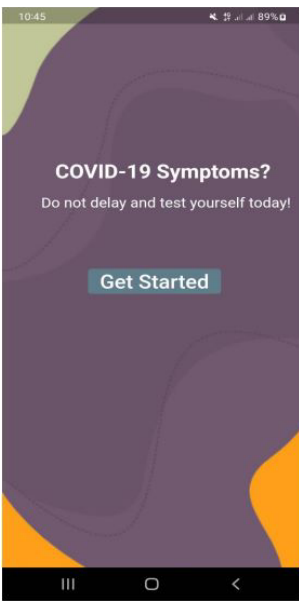 10:45
89%
COVID-19 Symptoms?
Do not delay and test yourself today!
Get Started